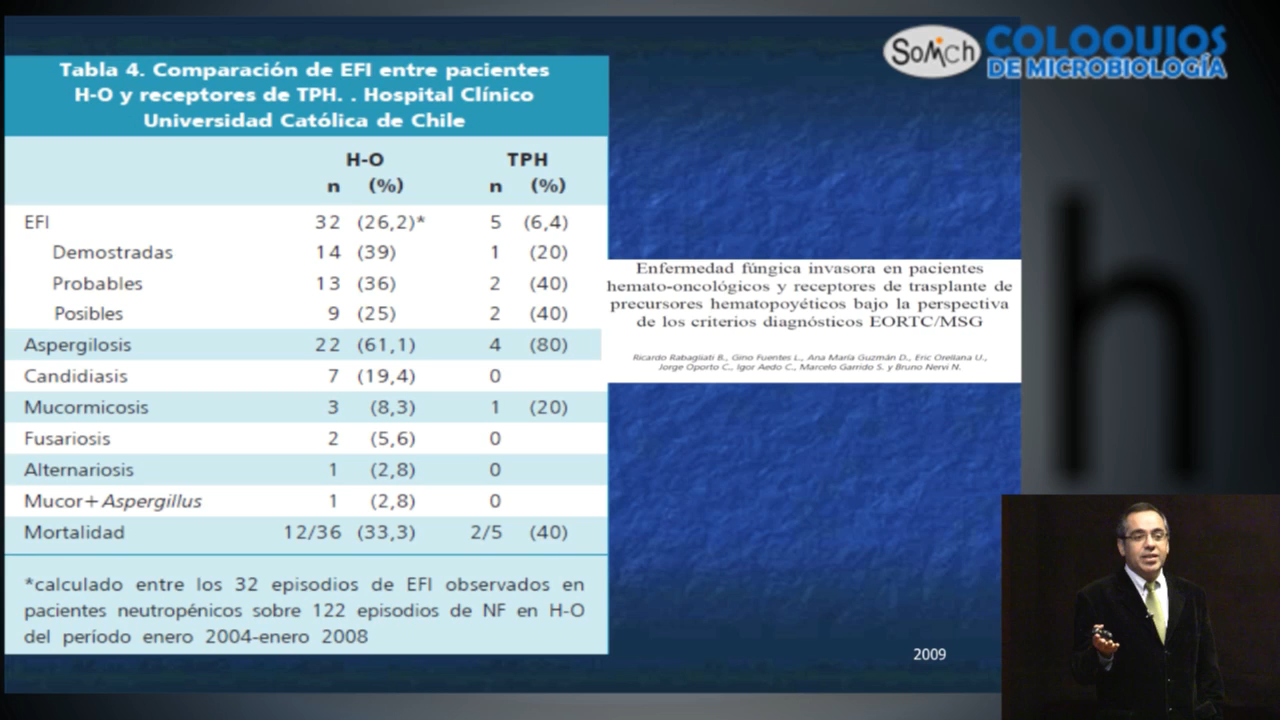 SOMich
COLOQUIOS
DE MICROBIOLOGÍA
Tabla 4. Comparación de EFI entre pacientes
H-O y receptores de TPH. . Hospital Clínico
Universidad Católica de Chile
H-O TPH
n (%) n (%)
EFI 32 (26,2)* 5 (6,4)
Demostradas 14 (39) 1 (20)
Probables 13 (36) 2 (40)
Posibles 9 (25) 2 (40)
Aspergilosis 22 (61,1) 4 (80)
Candidiasis 7 (19,4) 0
Mucormicosis 3 (8,3) 1 (20)
Fusariosis 2 (5,6) 0
Alternariosis 1 (2,8) 0
Mucor+Aspergillus 1 (2,8) 0
Mortalidad 12/36 (33,3) 2/5 (40)
*calculado entre los 32 episodios de EFI observados en
pacientes neutropénicos sobre 122 episodios de NF en H-O
del período enero 2004-enero 2008
Enfermedad fúngica invasora en pacientes
hemato-oncológicos y receptores de trasplante de
precursores hematopoyéticos bajo la perspectiva
de los criterios diagnósticos EORTC/MSG
Ricardo Rabagliati B., Gino Fuentes L., Ana María Guzmán D., Eric Orellana U.,
Jorge Oporto C., Igor Aedo C., Marcelo Garrido S. y Bruno Nervi N.
2009
h